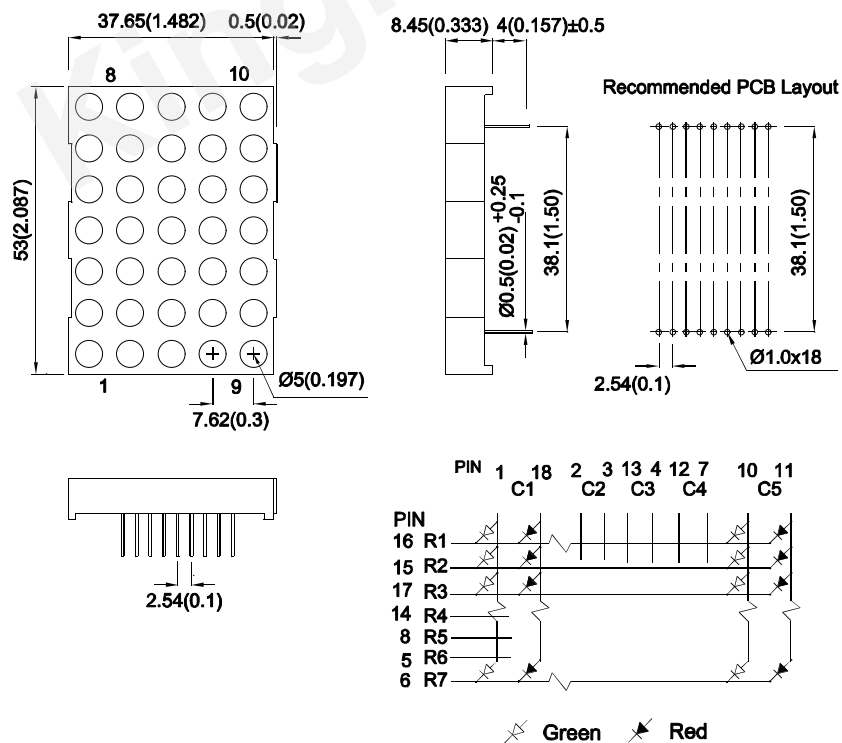 37.65(1.482) 0.5(0.02)
8.45(0.333) 4(0.157)±0.5
8 10
Recommended PCB Layout
53(2.087)
Ø0.5(0.02) +0.25 -0.1
38.1(1.50)
38.1(1.50)
1 9
Ø5(0.197)
7.62(0.3)
Ø1.0x18
2.54(0.1)
2.54(0.1)
PIN 1 18 2 3 13 4 12 7 10 11
C1 C2 C3 C4 C5
PIN
16 R1
15 R2
17 R3
14 R4
8 R5
5 R6
6 R7
Green Red